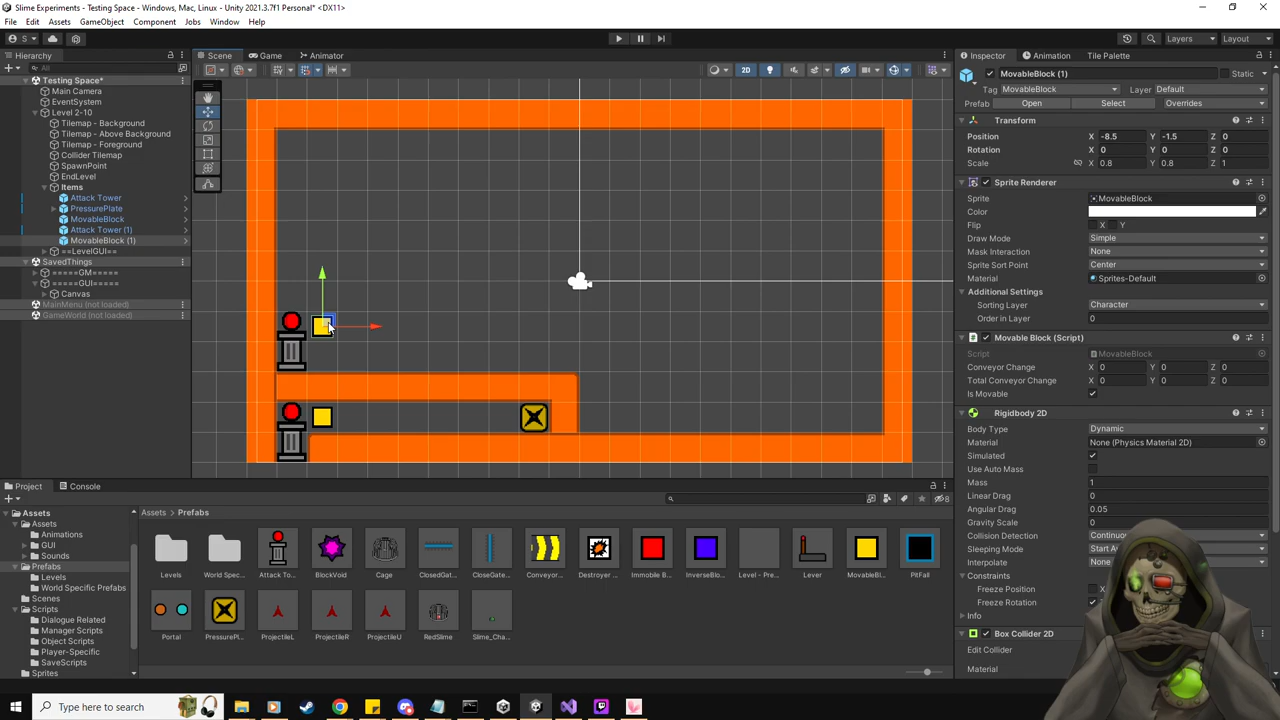 Slime Experiments - Testing Space - Windows, Mac, Linux - Unity 2021.3.7f1 Personal* <DX11>
File Edit Assets GameObject Component Jobs Window Help
S
Layers Layout
Hierarchy
Scene Game Animator
Inspector Animation Tile Palette
All
2D
Testing Space*
Main Camera
EventSystem
Level 2-10
Tilemap - Background
Tilemap - Above Background
Tilemap - Foreground
Collider Tilemap
SpawnPoint
EndLevel
Items
Attack Tower
PressurePlate
MovableBlock
Attack Tower (1)
MovableBlock (1)
==LevelGUI==
SavedThings
=====GM=====
=====GUI=====
Canvas
MainMenu (not loaded)
GameWorld (not loaded)
MovableBlock (1) Static
Tag MovableBlock Layer Default
Prefab Open Select Overrides
Transform
Position X -8.5 Y -1.5 Z 0
Rotation X 0 Y 0 Z 0
Scale X 0.8 Y 0.8 Z 1
Sprite Renderer
Sprite MovableBlock
Color
Flip X Y
Draw Mode Simple
Mask Interaction None
Sprite Sort Point Center
Material Sprites-Default
Additional Settings
Sorting Layer Character
Order in Layer 0
Movable Block (Script)
Script MovableBlock
Conveyor Change X 0 Y 0 Z 0
Total Conveyor Change X 0 Y 0 Z 0
Is Movable
Rigidbody 2D
Body Type Dynamic
Material None (Physics Material 2D)
Simulated
Use Auto Mass
Mass 1
Linear Drag 0
Angular Drag 0.05
Gravity Scale 0
Collision Detection
Sleeping Mode
Interpolate None
Constraints
Freeze Position X
Freeze Rotation
Info
Box Collider 2D
Edit Collider
Material
Project Console
8
Assets
Assets
Animations
GUI
Sounds
Prefabs
Levels
World Specific Prefabs
Scenes
Scripts
Dialogue Related
Manager Scripts
Object Scripts
Player-Specific
SaveScripts
Sprites
Assets > Prefabs
Levels World Spec... Attack To... BlockVoid Cage ClosedGat... CloseGate... Conveyor... Destroyer ... Immobile B... InverseBlo... Level - Pre... Lever MovableBl... PitFall
Portal PressurePl... ProjectileL ProjectileR ProjectileU RedSlime Slime_Cha...
Type here to search